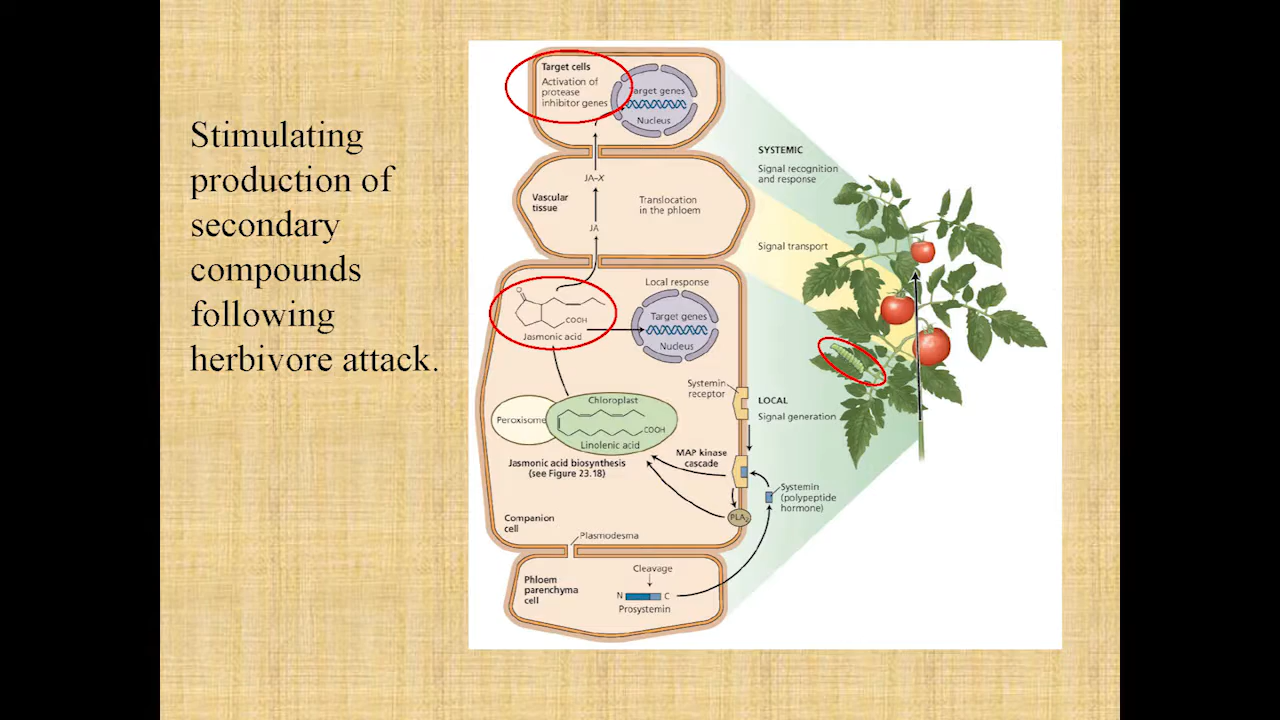 Stimulating
production of
secondary
compounds
following
herbivore attack.
Target cells
Activation of
protease
inhibitor genes
Target genes
Nucleus
JA–X
Vascular
tissue
Translocation
in the phloem
JA
Local response
O
COOH
Jasmonic acid
Target genes
Nucleus
Systemin
receptor
Chloroplast
Peroxisome
COOH
Linolenic acid
MAP kinase
cascade
Jasmonic acid biosynthesis
(see Figure 23.18)
Systemin
(polypeptide
hormone)
PLA2
Companion
cell
Plasmodesma
Phloem
parenchyma
cell
Cleavage
N C
Prosystemin
SYSTEMIC
Signal recognition
and response
Signal transport
LOCAL
Signal generation